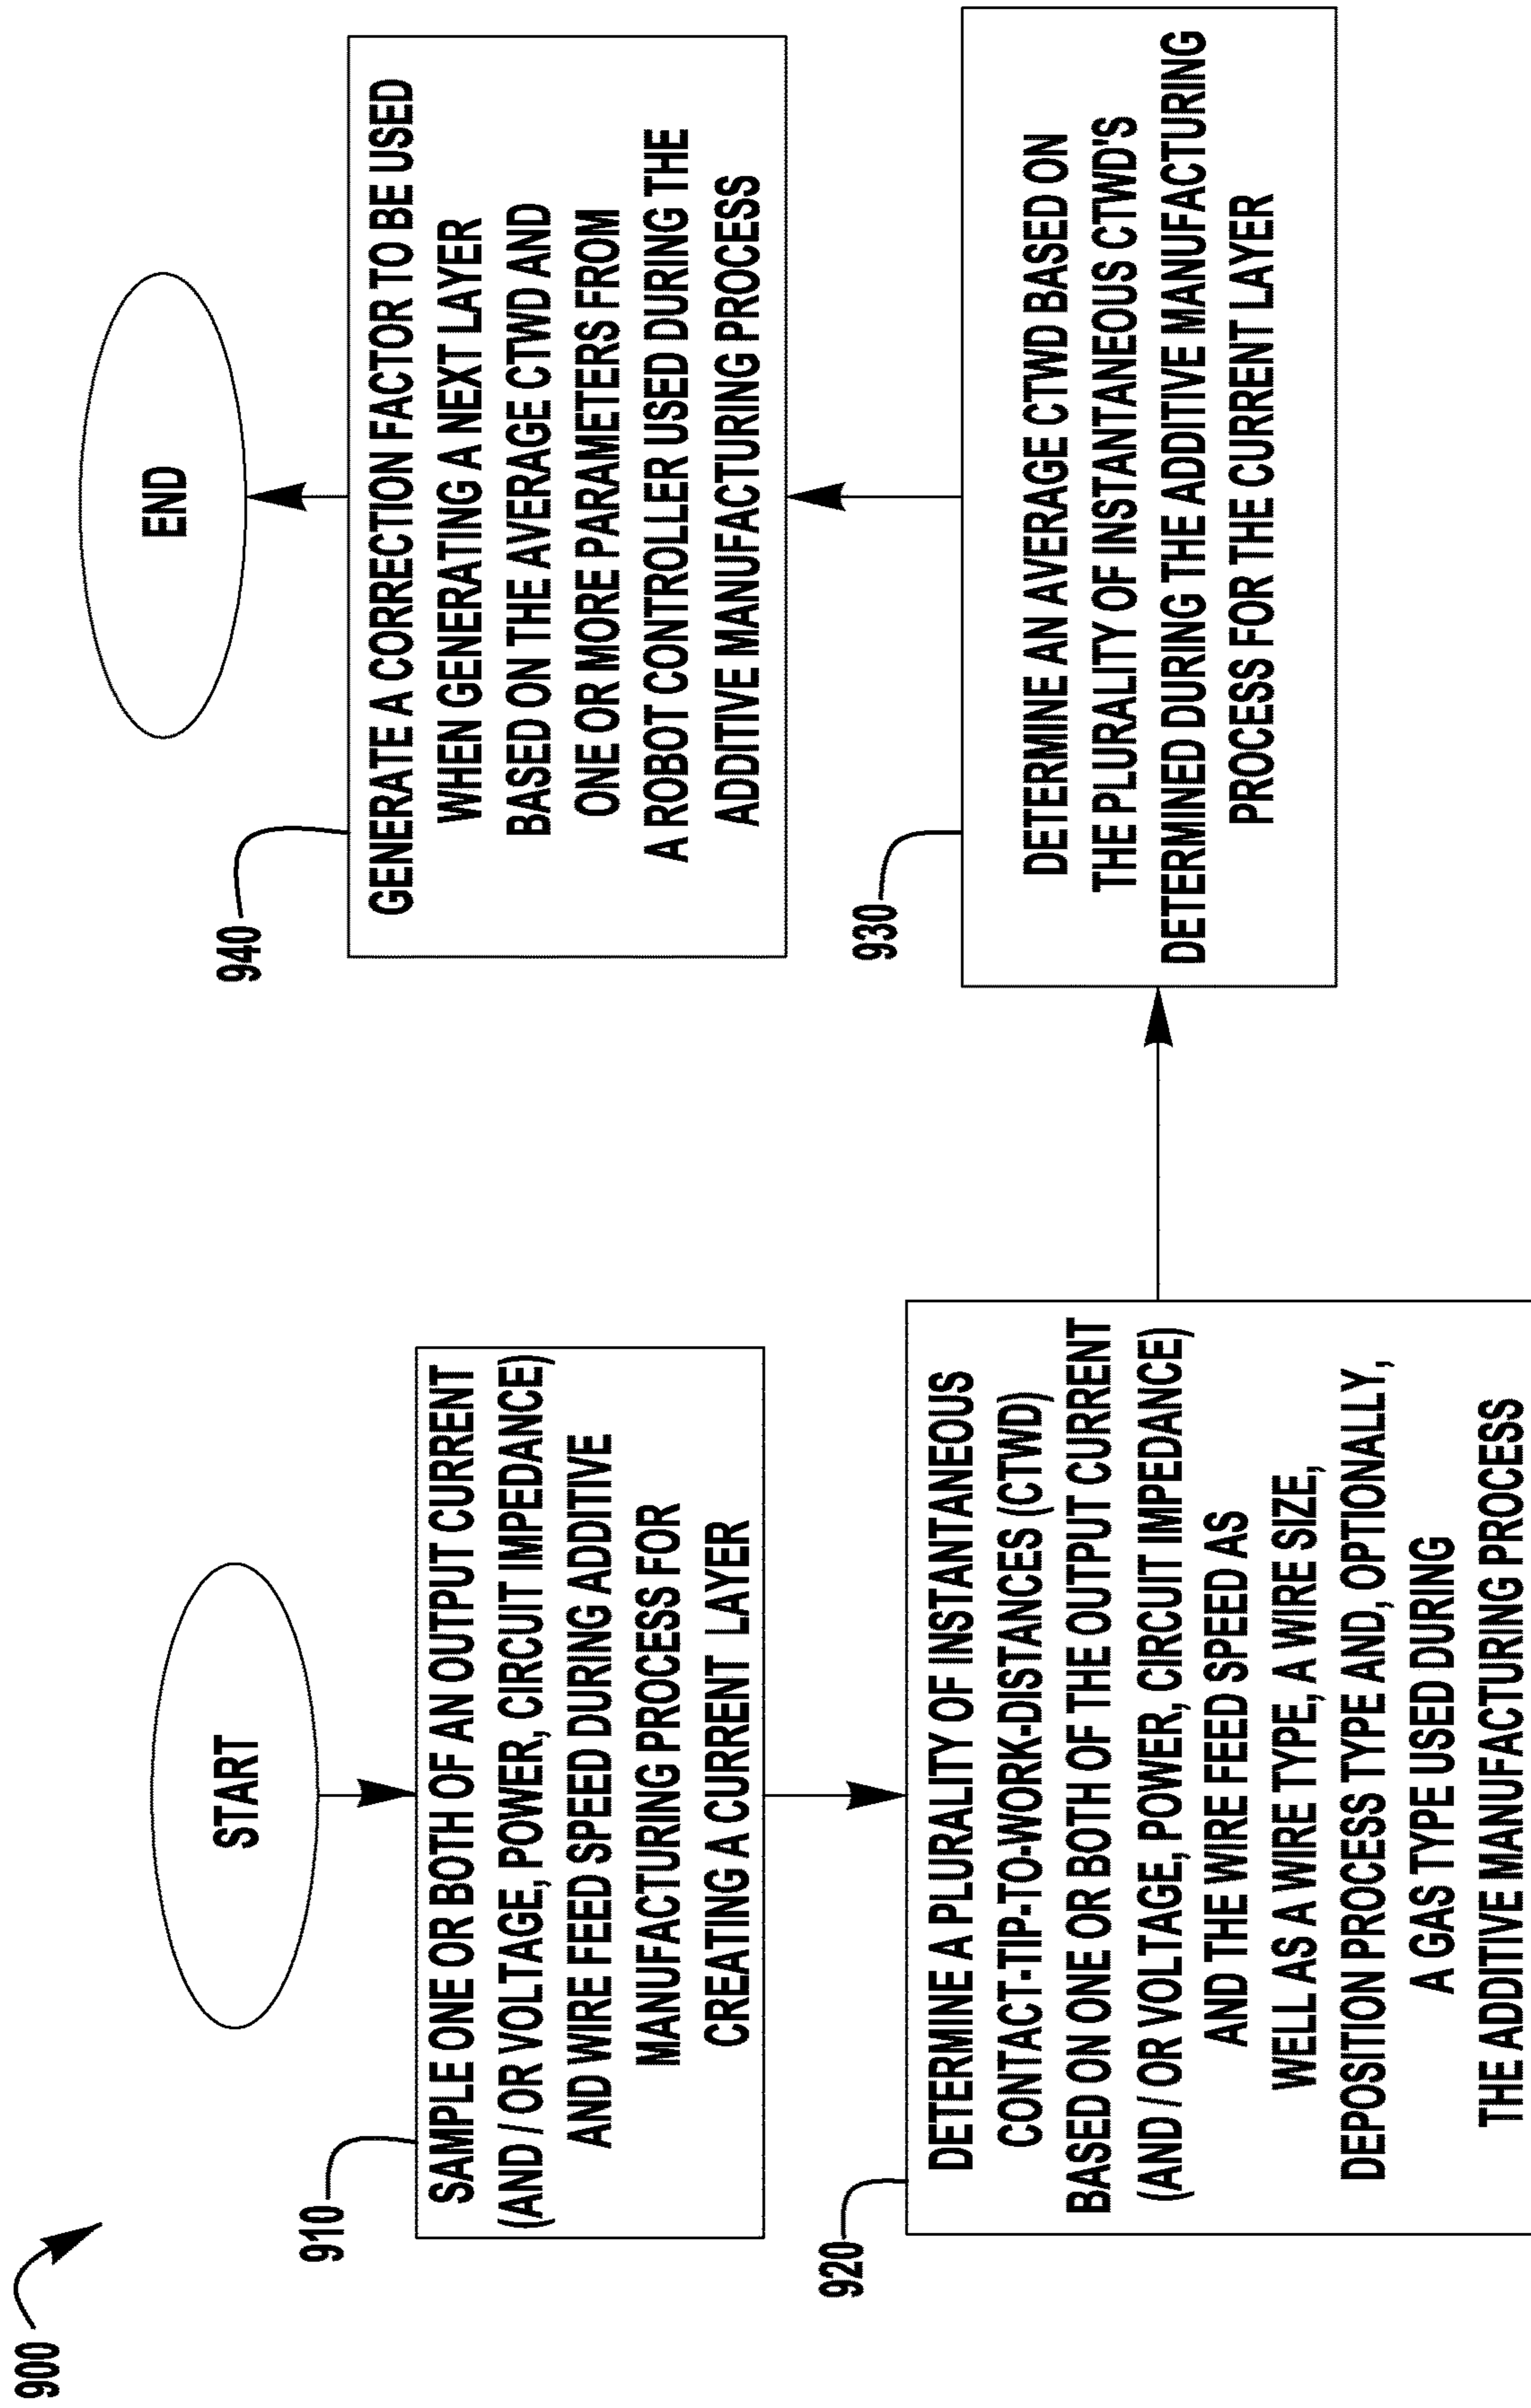 900
START
910
SAMPLE ONE OR BOTH OF AN OUTPUT CURRENT
(AND / OR VOLTAGE, POWER, CIRCUIT IMPEDANCE)
AND WIRE FEED SPEED DURING ADDITIVE
MANUFACTURING PROCESS FOR
CREATING A CURRENT LAYER
920
DETERMINE A PLURALITY OF INSTANTANEOUS
CONTACT-TIP-TO-WORK-DISTANCES (CTWD)
BASED ON ONE OR BOTH OF THE OUTPUT CURRENT
(AND / OR VOLTAGE, POWER, CIRCUIT IMPEDANCE)
AND THE WIRE FEED SPEED AS
WELL AS A WIRE TYPE, A WIRE SIZE,
DEPOSITION PROCESS TYPE AND, OPTIONALLY,
A GAS TYPE USED DURING
THE ADDITIVE MANUFACTURING PROCESS
930
DETERMINE AN AVERAGE CTWD BASED ON
THE PLURALITY OF INSTANTANEOUS CTWD'S
DETERMINED DURING THE ADDITIVE MANUFACTURING
PROCESS FOR THE CURRENT LAYER
940
GENERATE A CORRECTION FACTOR TO BE USED
WHEN GENERATING A NEXT LAYER
BASED ON THE AVERAGE CTWD AND
ONE OR MORE PARAMETERS FROM
A ROBOT CONTROLLER USED DURING THE
ADDITIVE MANUFACTURING PROCESS
END